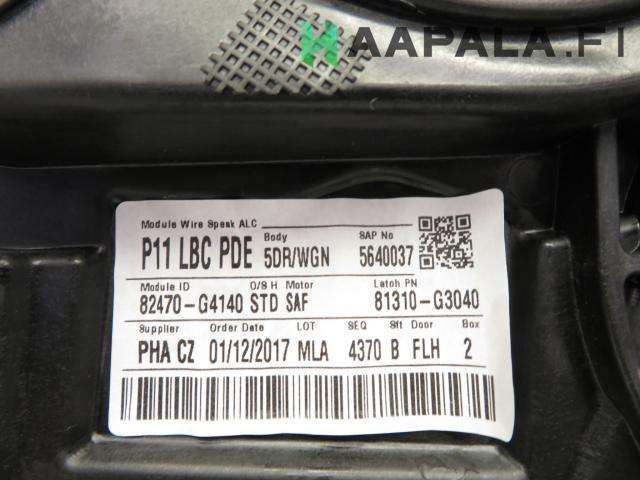 HAAPALA.FI
Module Wire Speak ALC Body SAP No
P11 LBC PDE 5DR/WGN 5640037
Module ID O/S H Motor Latch PN
82470-G4140 STD SAF 81310-G3040
Supplier Order Date LOT SEQ Sft Door Box
PHA CZ 01/12/2017 MLA 4370 B FLH 2